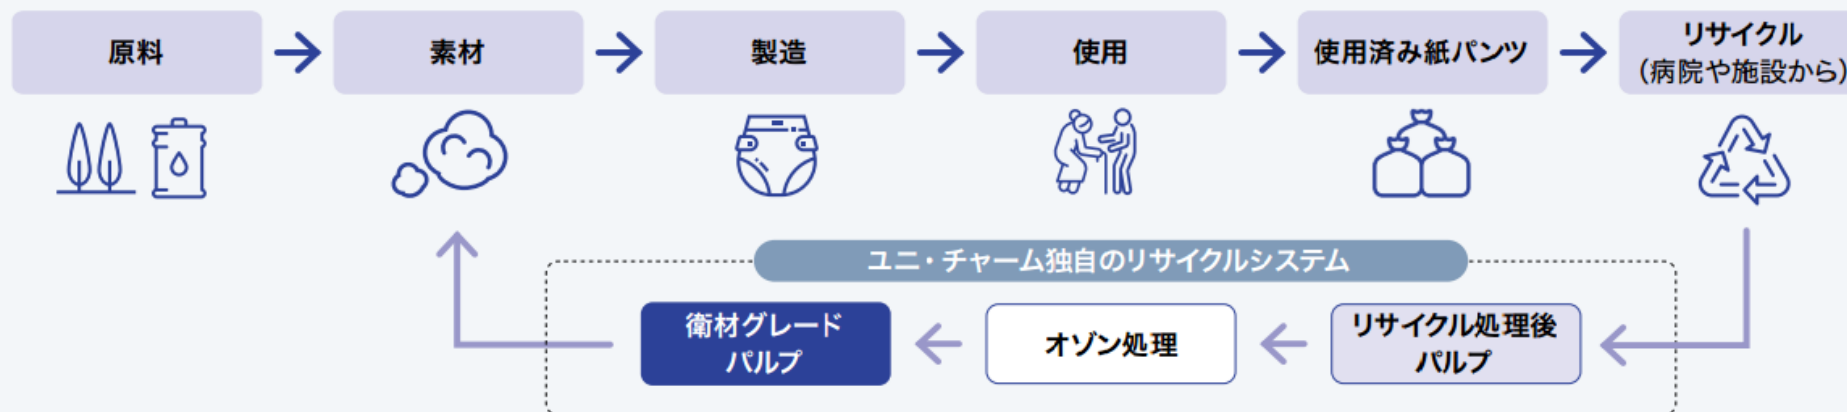 原料
素材
製造
使用
使用済み紙パンツ
リサイクル
（病院や施設から）
ユニ・チャーム独自のリサイクルシステム
衛材グレード
パルプ
オゾン処理
リサイクル処理後
パルプ